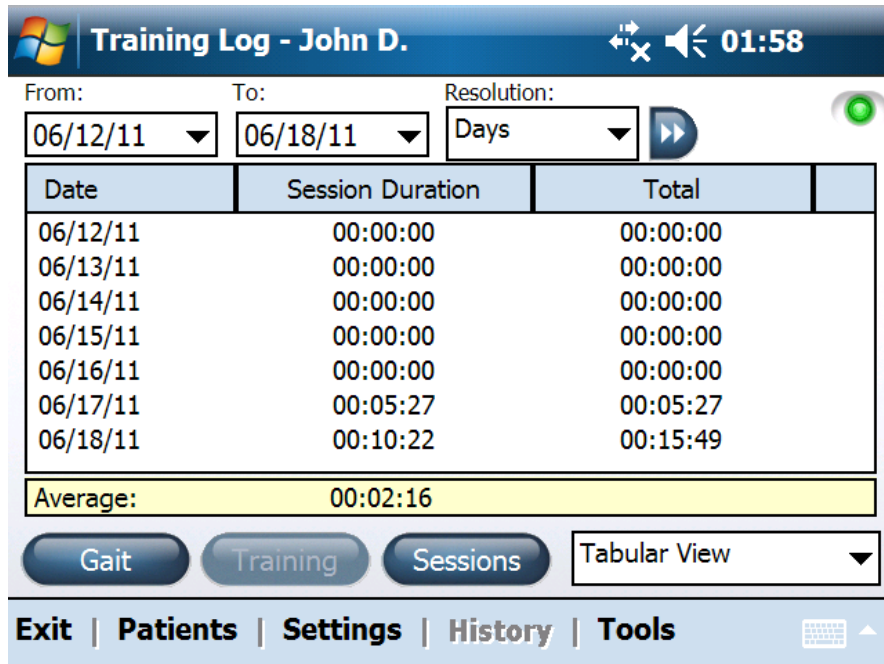 Training Log - John D. 01:58
From: To: Resolution:
06/12/11 06/18/11 Days
Date Session Duration Total
06/12/11 00:00:00 00:00:00
06/13/11 00:00:00 00:00:00
06/14/11 00:00:00 00:00:00
06/15/11 00:00:00 00:00:00
06/16/11 00:00:00 00:00:00
06/17/11 00:05:27 00:05:27
06/18/11 00:10:22 00:15:49
Average: 00:02:16
Gait Training Sessions Tabular View
Exit | Patients | Settings | History | Tools